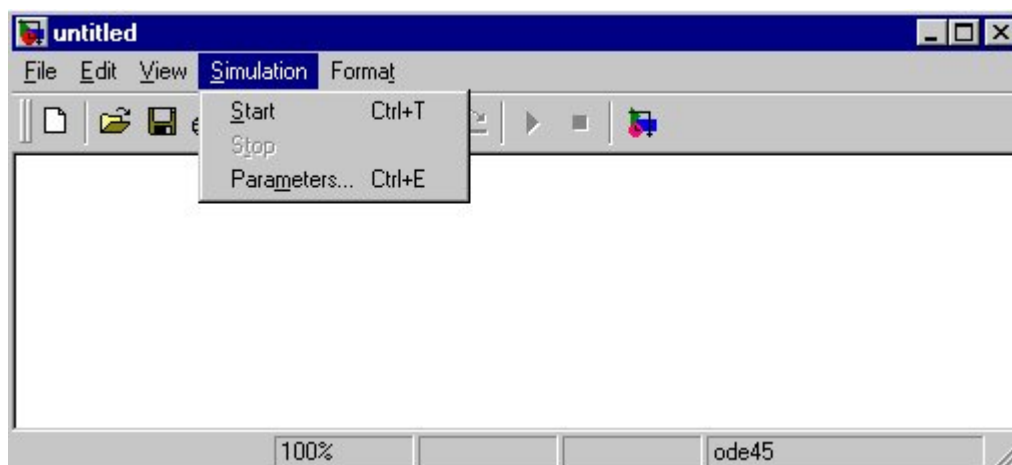 untitled
File Edit View Simulation Format
Start Ctrl+T
Stop
Parameters... Ctrl+E
100% ode45